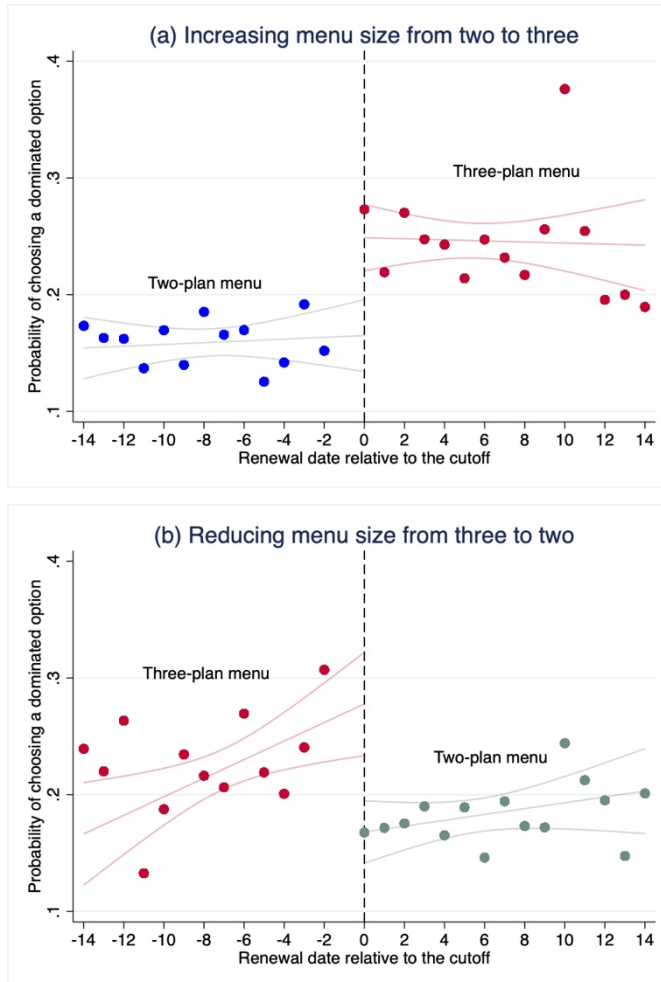 (a) Increasing menu size from two to three
Probability of choosing a dominated option
.4
.3
.2
.1
Two-plan menu
Three-plan menu
-14 -12 -10 -8 -6 -4 -2 0 2 4 6 8 10 12 14
Renewal date relative to the cutoff
(b) Reducing menu size from three to two
Probability of choosing a dominated option
.4
.3
.2
.1
Three-plan menu
Two-plan menu
-14 -12 -10 -8 -6 -4 -2 0 2 4 6 8 10 12 14
Renewal date relative to the cutoff